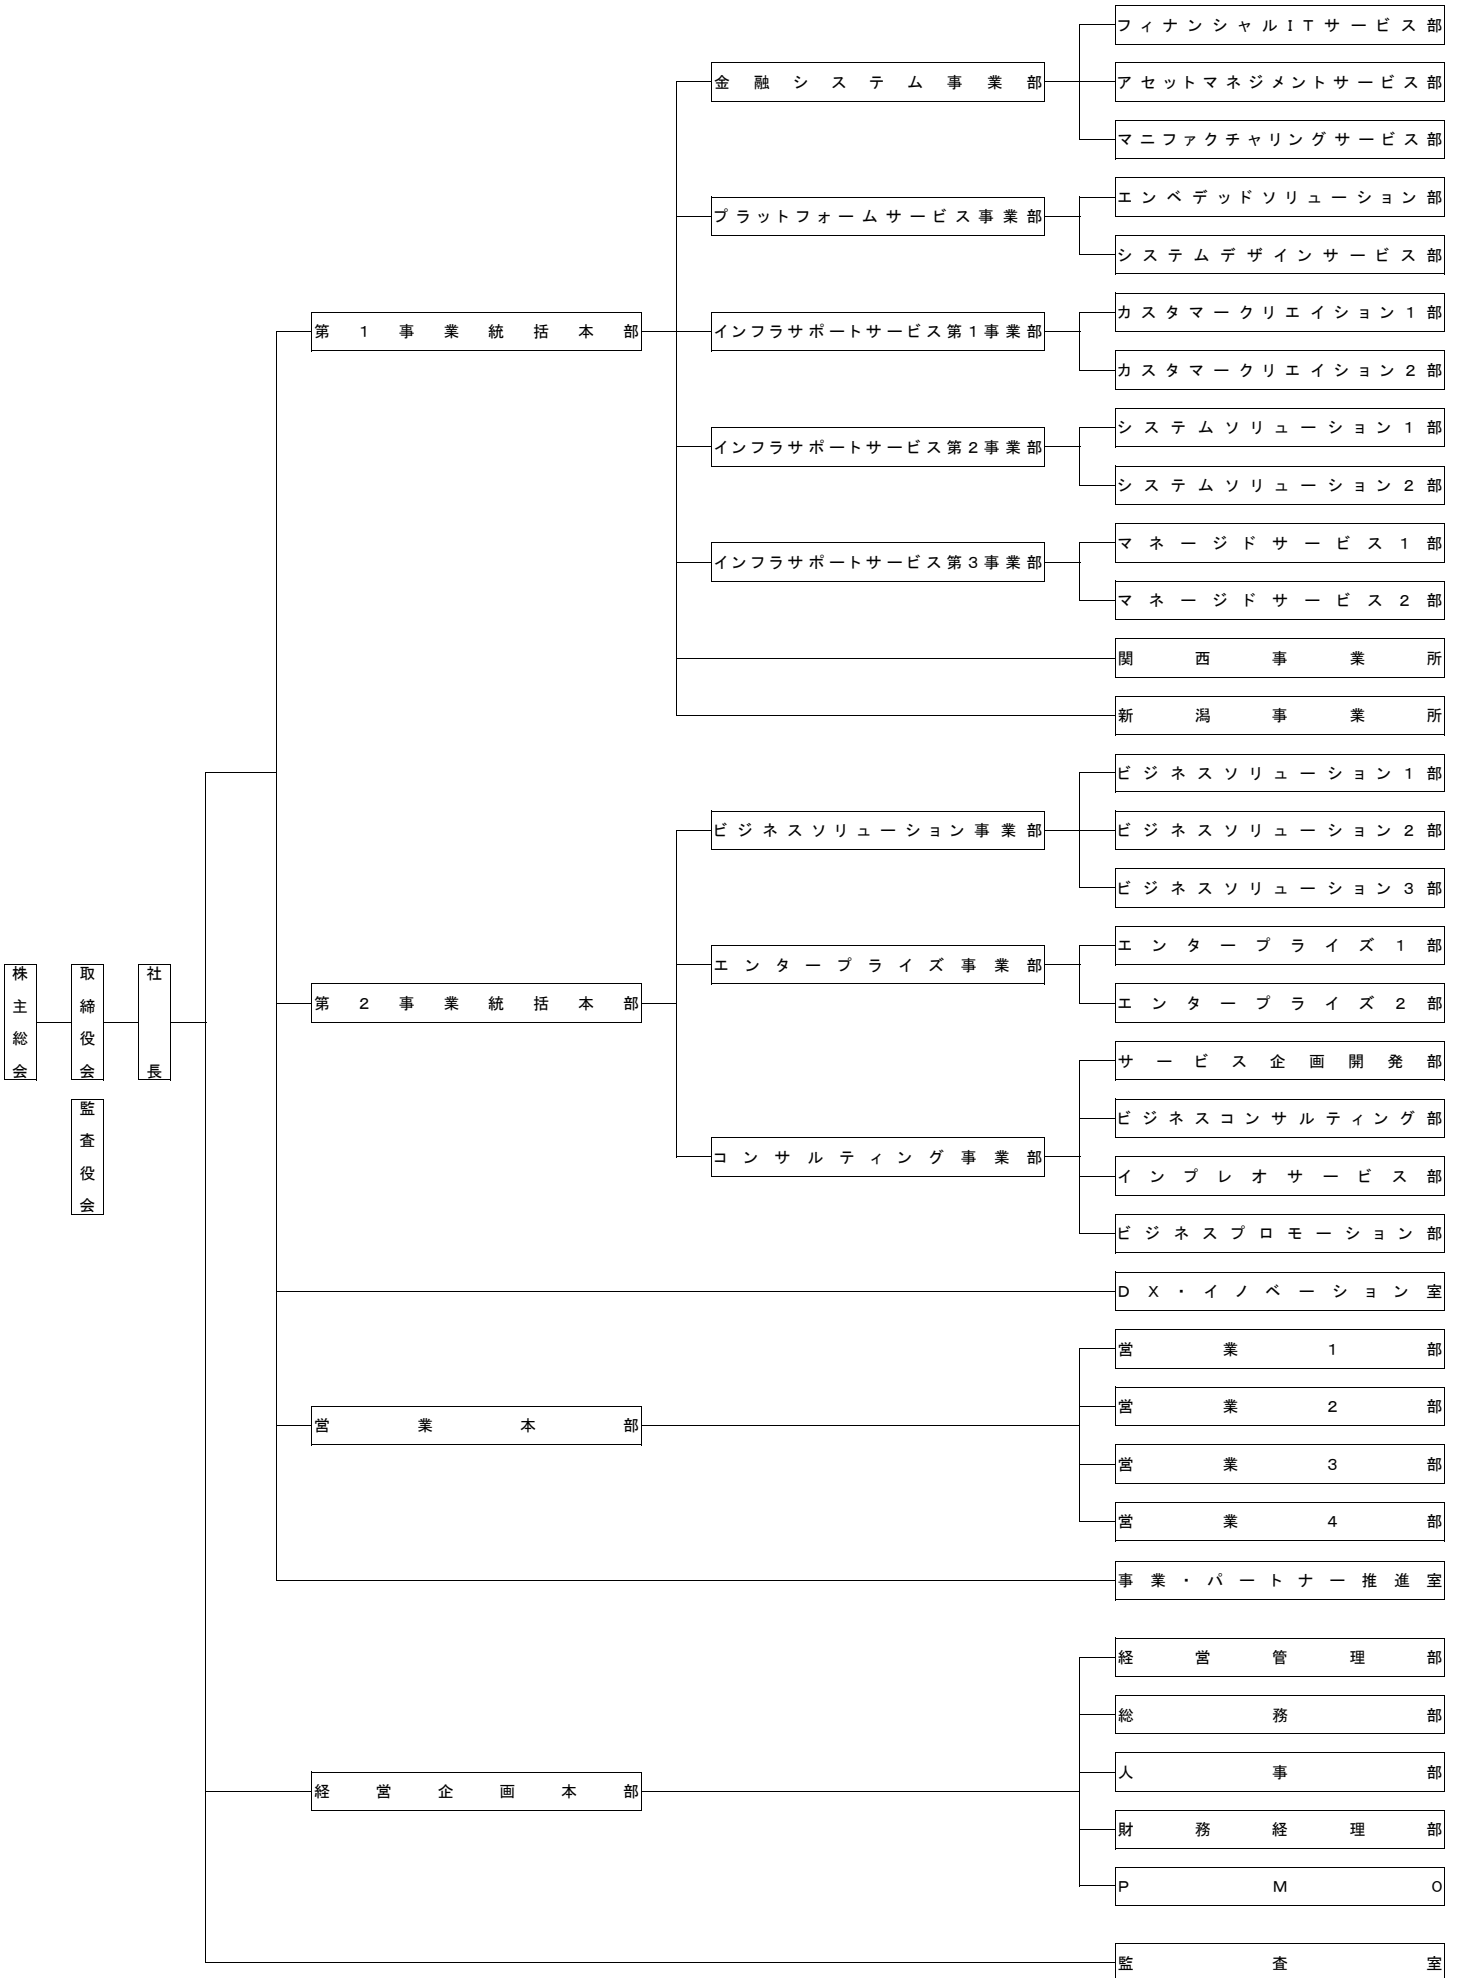 株主総会
取締役会
監査役会
社長
第1事業統括本部
金融システム事業部
フィナンシャルITサービス部
アセットマネジメントサービス部
マニファクチャリングサービス部
プラットフォームサービス事業部
エンベデッドソリューション部
システムデザインサービス部
インフラサポートサービス第1事業部
カスタマークリエイション1部
カスタマークリエイション2部
インフラサポートサービス第2事業部
システムソリューション1部
システムソリューション2部
インフラサポートサービス第3事業部
マネージドサービス1部
マネージドサービス2部
関西事業所
新潟事業所
第2事業統括本部
ビジネスソリューション事業部
ビジネスソリューション1部
ビジネスソリューション2部
ビジネスソリューション3部
エンタープライズ事業部
エンタープライズ1部
エンタープライズ2部
コンサルティング事業部
サービス企画開発部
ビジネスコンサルティング部
インプレオサービス部
ビジネスプロモーション部
DX・イノベーション室
営業本部
営業1部
営業2部
営業3部
営業4部
事業・パートナー推進室
経営企画本部
経営管理部
総務部
人事部
財務経理部
PMO
監査室